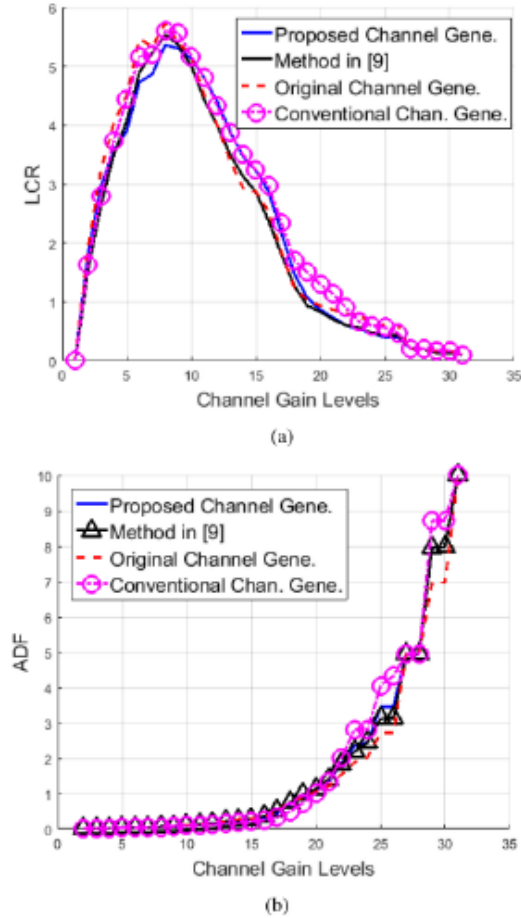 6
5
4
3
2
1
0
LCR
0 5 10 15 20 25 30 35
Channel Gain Levels
Proposed Channel Gene.
Method in [9]
Original Channel Gene.
Conventional Chan. Gene.
(a)
10
9
8
7
6
5
4
3
2
1
0
ADF
0 5 10 15 20 25 30 35
Channel Gain Levels
Proposed Channel Gene.
Method in [9]
Original Channel Gene.
Conventional Chan. Gene.
(b)